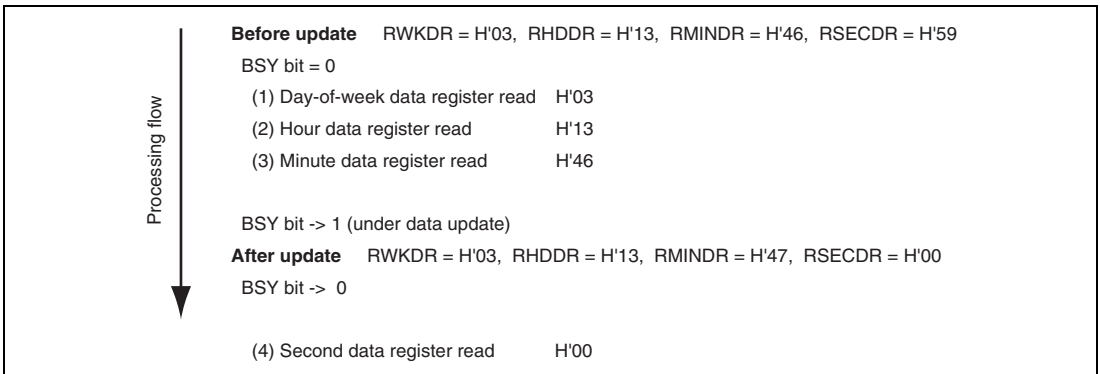 Processing flow
Before update RWKDR = H'03, RHDDR = H'13, RMINDR = H'46, RSECDR = H'59
BSY bit = 0
(1) Day-of-week data register read H'03
(2) Hour data register read H'13
(3) Minute data register read H'46
BSY bit -> 1 (under data update)
After update RWKDR = H'03, RHDDR = H'13, RMINDR = H'47, RSECDR = H'00
BSY bit -> 0
(4) Second data register read H'00